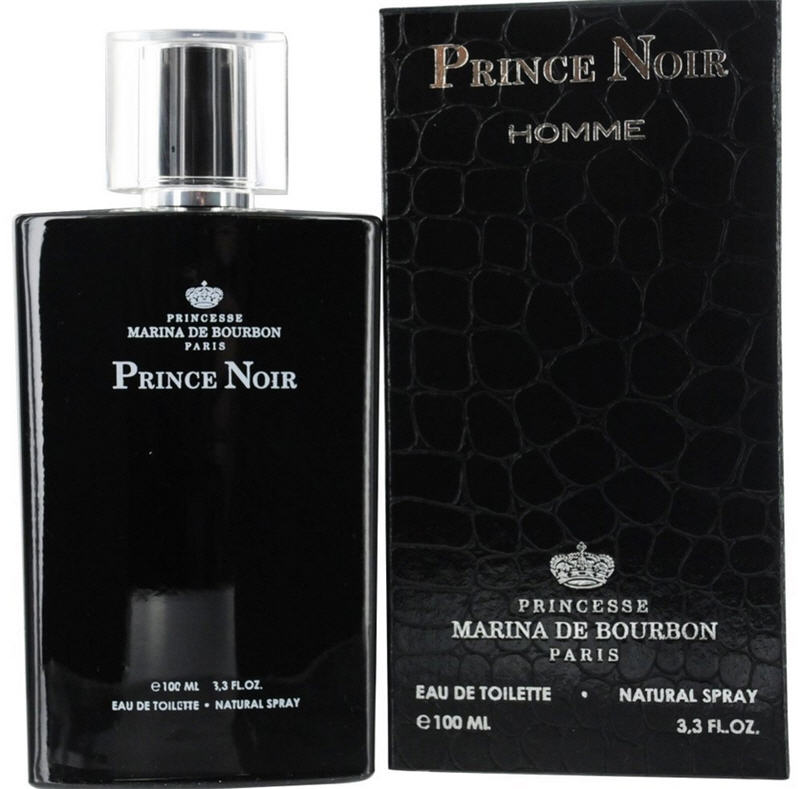 PRINCESSE
MARINA DE BOURBON
PARIS
PRINCE NOIR
℮100 ML 3,3 FL.OZ.
EAU DE TOILETTE • NATURAL SPRAY
PRINCE NOIR
HOMME
PRINCESSE
MARINA DE BOURBON
PARIS
EAU DE TOILETTE • NATURAL SPRAY
℮100 ML 3,3 FL.OZ.